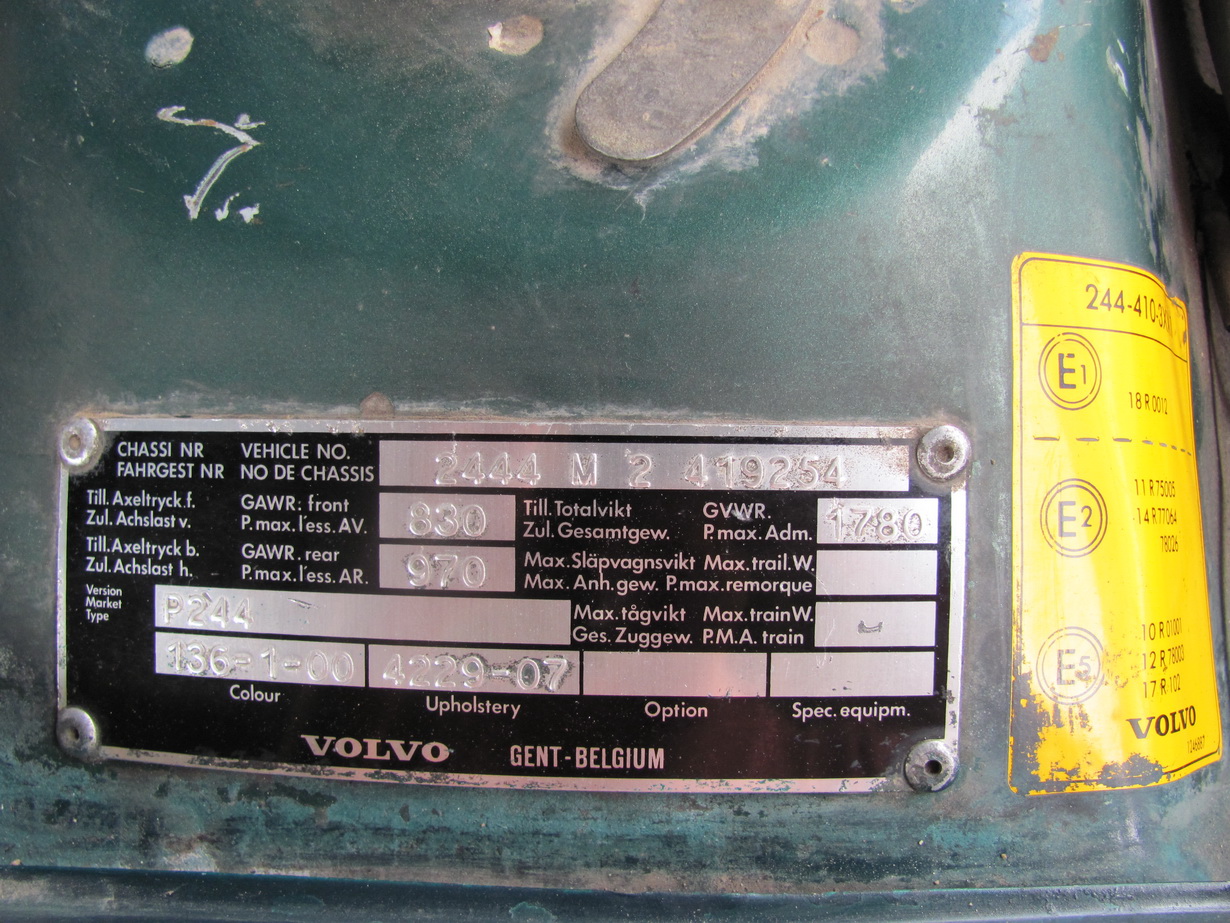 CHASSI NR VEHICLE NO.
FAHRGEST NR NO DE CHASSIS
2444 M 2 419254
Till. Axeltryck f. GAWR: front
Zul. Achslast v. P. max. l'ess. AV.
830
Till. Totalvikt GVWR.
Zul. Gesamtgew. P. max. Adm.
1780
Till. Axeltryck b. GAWR: rear
Zul. Achslast h. P. max. l'ess. AR.
970
Max. Släpvagnsvikt Max. trail. W.
Max. Anh. gew. P. max. remorque
Version
Market
Type
P244
Max. tågvikt Max. train W.
Ges. Zuggew. P.M.A. train
136-1-00 4229-07
Colour Upholstery Option Spec. equipm.
VOLVO GENT-BELGIUM
244-410-
E1
18 R 0012
E2
11 R 75005
14 R 77064
78026
E5
10 R 01001
12 R 78003
17 R-102
VOLVO